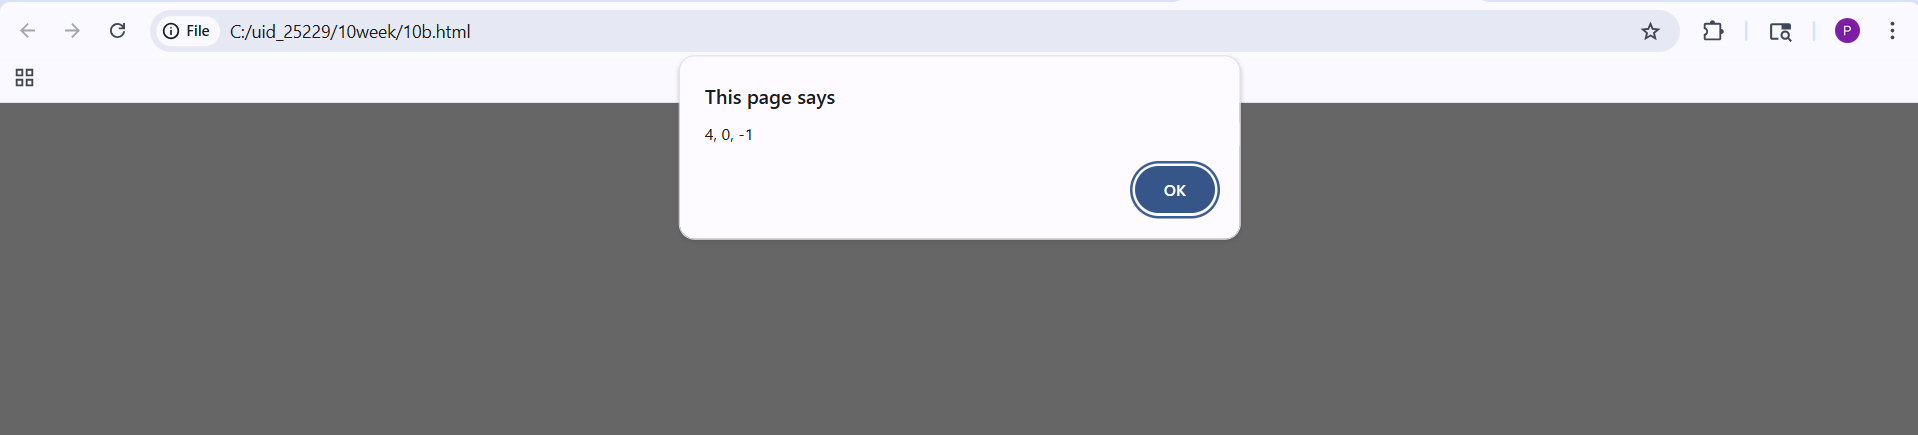 File C:/uid_25229/10week/10b.html
P
This page says
4, 0, -1
OK